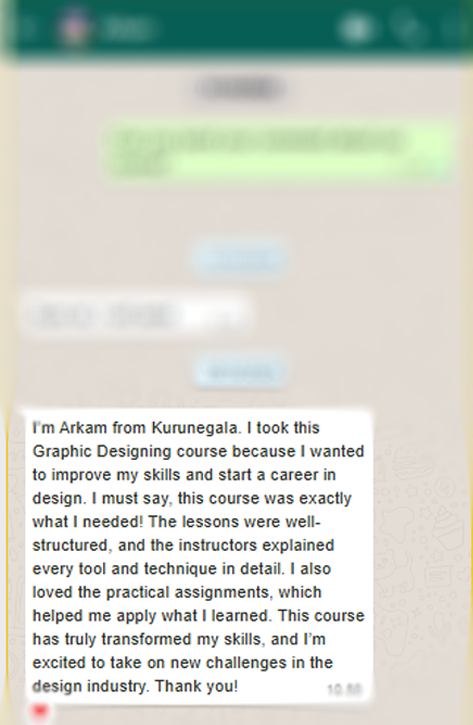 I'm Arkam from Kurunegala. I took this
Graphic Designing course because I wanted
to improve my skills and start a career in
design. I must say, this course was exactly
what I needed! The lessons were well-
structured, and the instructors explained
every tool and technique in detail. I also
loved the practical assignments, which
helped me apply what I learned. This course
has truly transformed my skills, and I'm
excited to take on new challenges in the
design industry. Thank you!